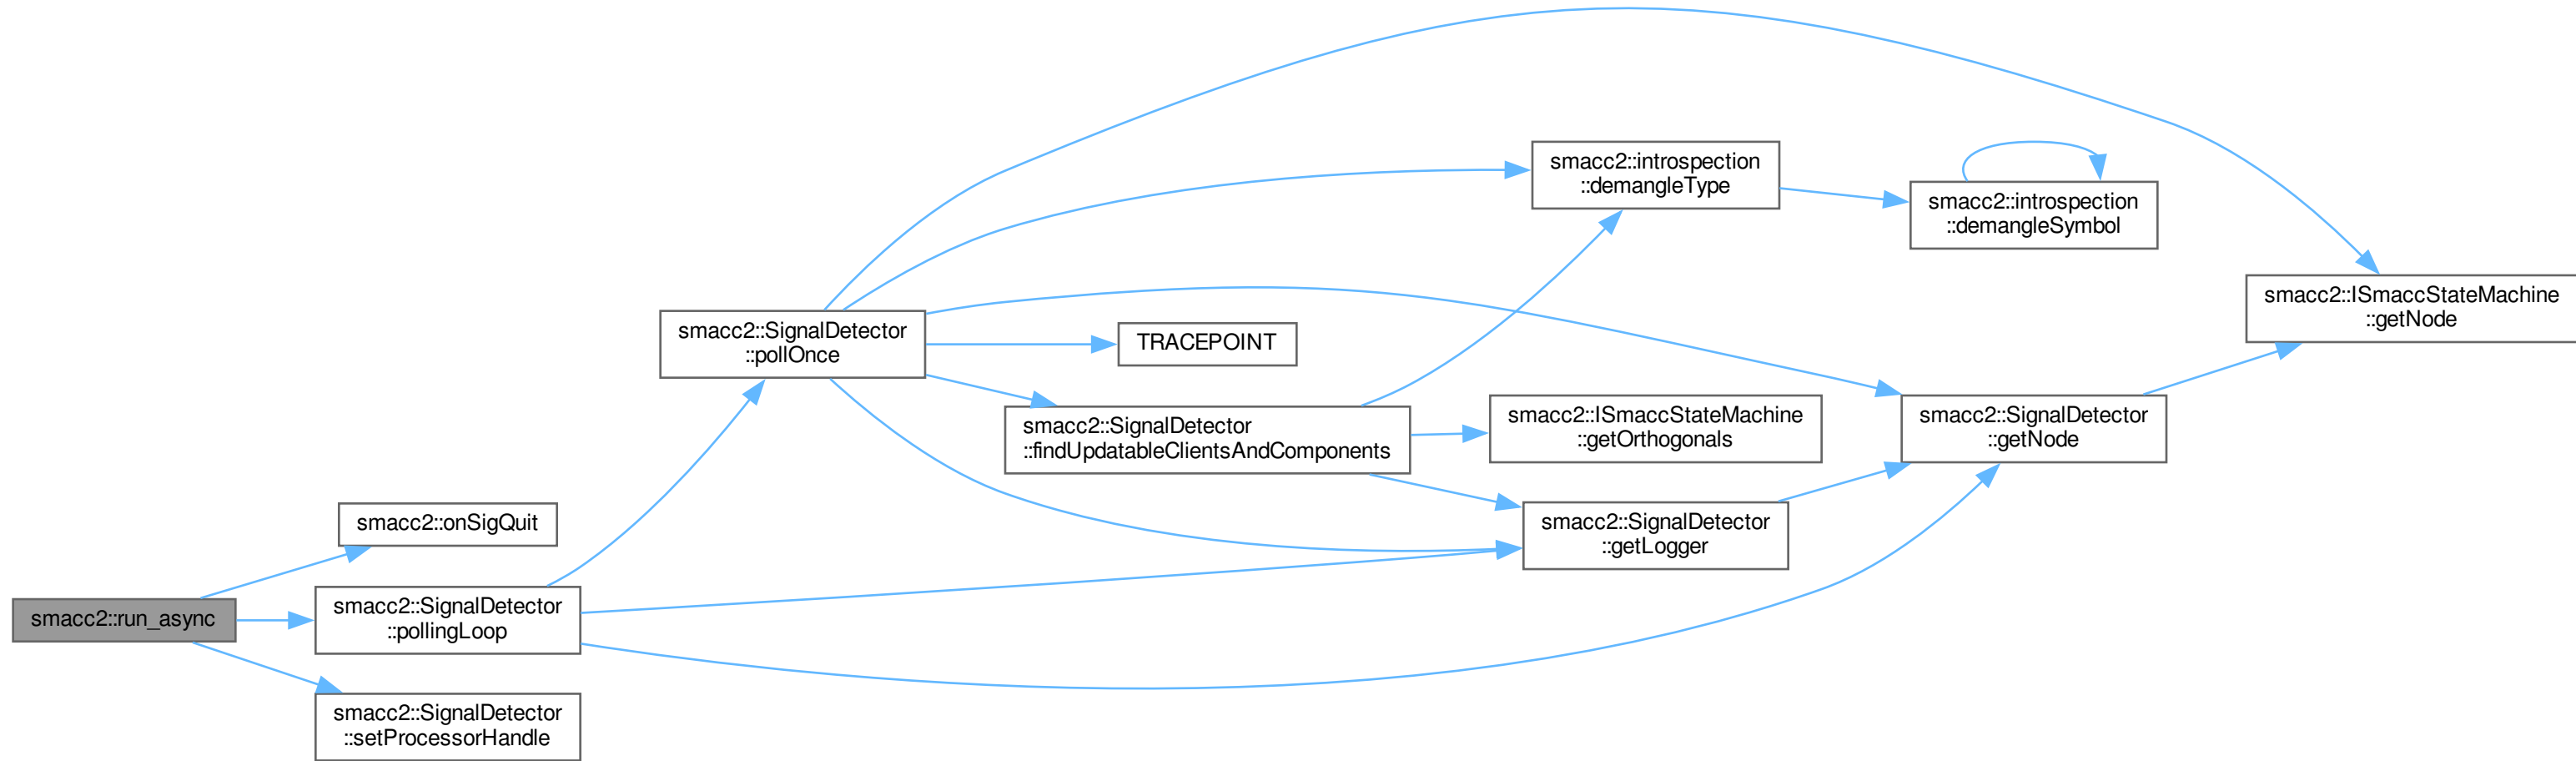 smacc2::run_async
smacc2::onSigQuit
smacc2::SignalDetector
::pollingLoop
smacc2::SignalDetector
::setProcessorHandle
smacc2::SignalDetector
::pollOnce
TRACEPOINT
smacc2::SignalDetector
::findUpdatableClientsAndComponents
smacc2::introspection
::demangleType
smacc2::ISmaccStateMachine
::getOrthogonals
smacc2::SignalDetector
::getLogger
smacc2::introspection
::demangleSymbol
smacc2::SignalDetector
::getNode
smacc2::ISmaccStateMachine
::getNode